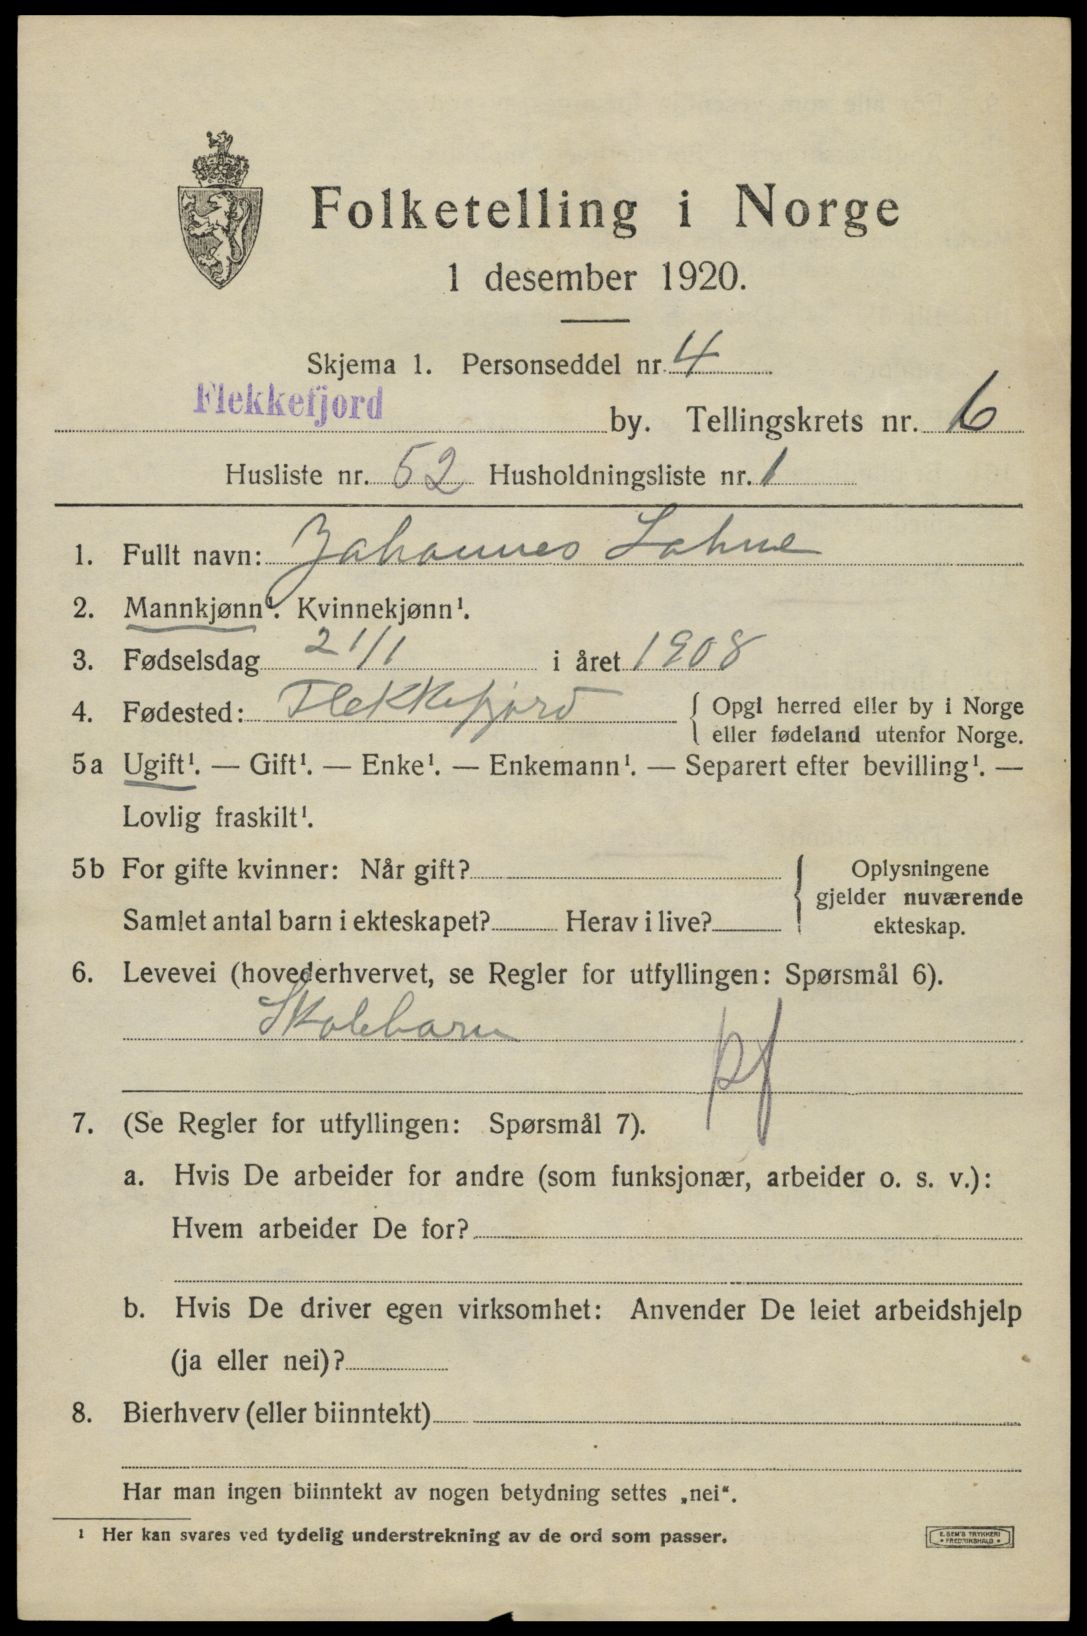 Folketelling i Norge
1 desember 1920.
Skjema 1. Personseddel nr. 4
Flekkefjord by. Tellingskrets nr. 6
Husliste nr. 52 Husholdningsliste nr. 1
1. Fullt navn: Johannes Lohne
2. Mannkjønn¹. Kvinnekjønn¹.
3. Fødselsdag 21/1 i året 1908
4. Fødested: Flekkefjord { Opgi herred eller by i Norge
eller fødeland utenfor Norge.
5a Ugift¹. — Gift¹. — Enke¹. — Enkemann¹. — Separert efter bevilling¹. —
Lovlig fraskilt¹.
5b For gifte kvinner: Når gift? { Oplysningene
gjelder nuværende
Samlet antal barn i ekteskapet? Herav i live? ekteskap.
6. Levevei (hovederhvervet, se Regler for utfyllingen: Spørsmål 6).
Skolebarn
pf
7. (Se Regler for utfyllingen: Spørsmål 7).
a. Hvis De arbeider for andre (som funksjonær, arbeider o. s. v.):
Hvem arbeider De for?
b. Hvis De driver egen virksomhet: Anvender De leiet arbeidshjelp
(ja eller nei)?
8. Bierhverv (eller biinntekt)
Har man ingen biinntekt av nogen betydning settes „nei“.
¹ Her kan svares ved tydelig understrekning av de ord som passer.
E. SEM'S TRYKKERI
• FREDRIKSHALD •